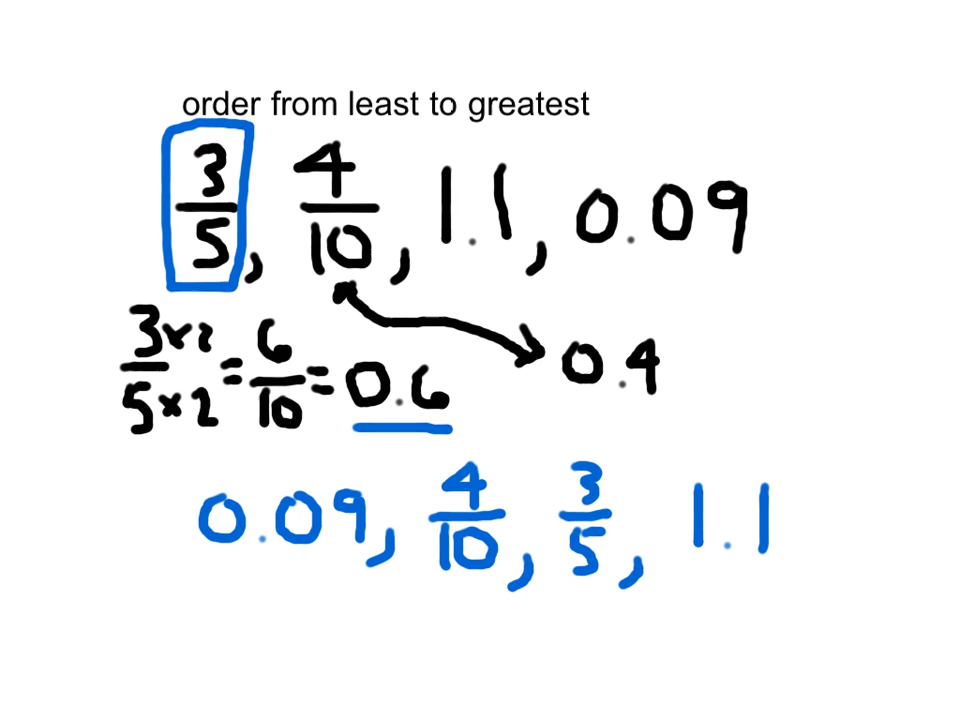 order from least to greatest
3/5, 4/10, 1.1, 0.09
3×2/5×2 = 6/10 = 0.6
0.4
0.09, 4/10, 3/5, 1.1